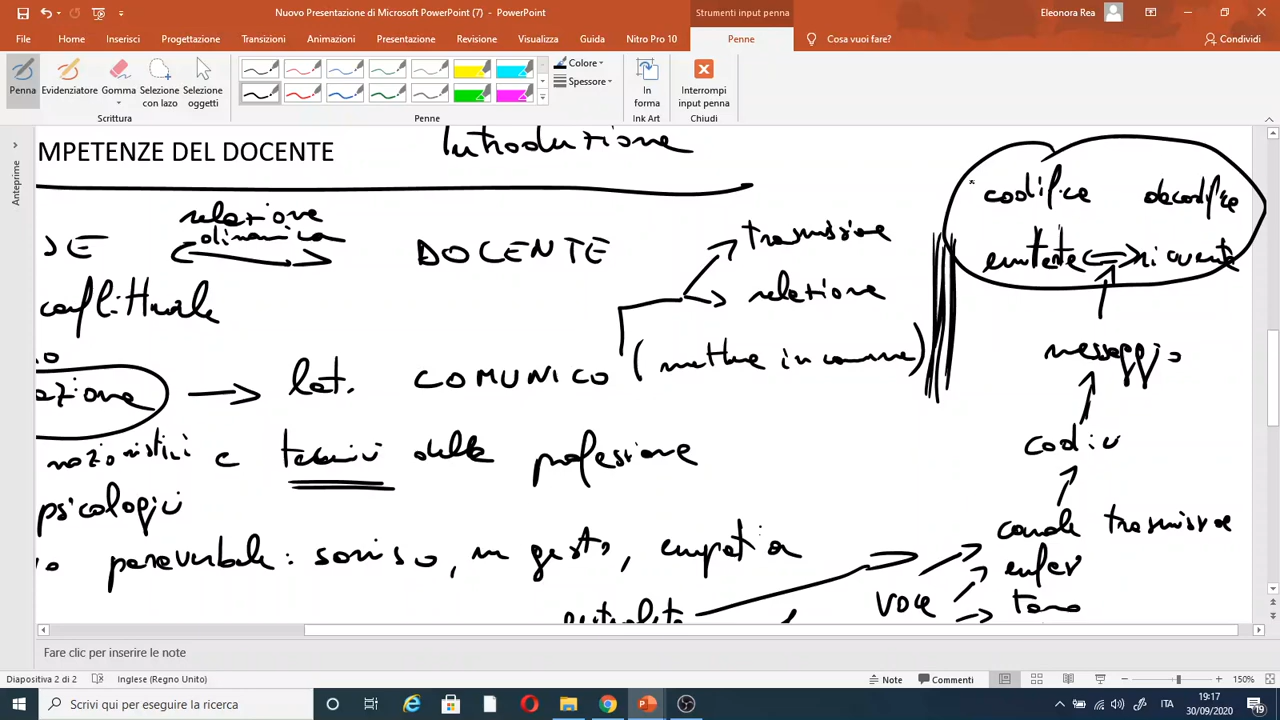 Nuovo Presentazione di Microsoft PowerPoint (7) - PowerPoint
Strumenti input penna
Eleonora Rea
File Home Inserisci Progettazione Transizioni Animazioni Presentazione Revisione Visualizza Guida Nitro Pro 10 Penne Cosa vuoi fare? Condividi
Penna Evidenziatore Gomma Selezione con lazo Selezione oggetti
Colore
Spessore
In forma
Interrompi input penna
Scrittura Penne Ink Art Chiudi
Anteprime
MPETENZE DEL DOCENTE Introduzione
codifica decodifica
relazione
dinamica
DOCENTE
trasmissione
emittente ricevente
conflittuale
relazione
messaggio
azione lat. COMUNICO (mettere in comune)
codice
nozionistici e tecnici della professione
psicologici
canale trasmissione
paraverbale: sorriso, un gesto, empatia
enfasi
voce tono
Fare clic per inserire le note
Diapositiva 2 di 2 Inglese (Regno Unito) Note Commenti 150%
Scrivi qui per eseguire la ricerca
ITA
19:17
30/09/2020
19